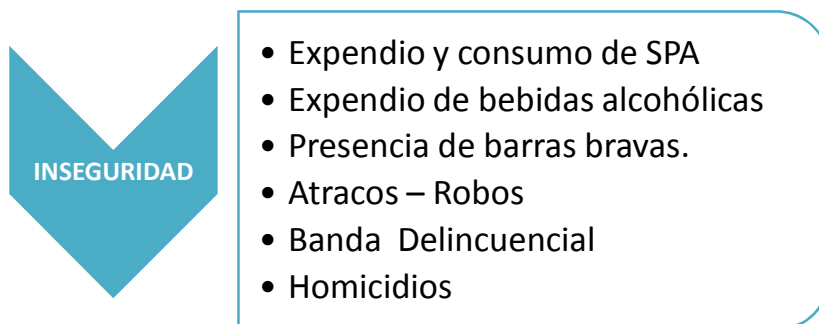 INSEGURIDAD
• Expendio y consumo de SPA
• Expendio de bebidas alcohólicas
• Presencia de barras bravas.
• Atracos – Robos
• Banda  Delincuencial
• Homicidios